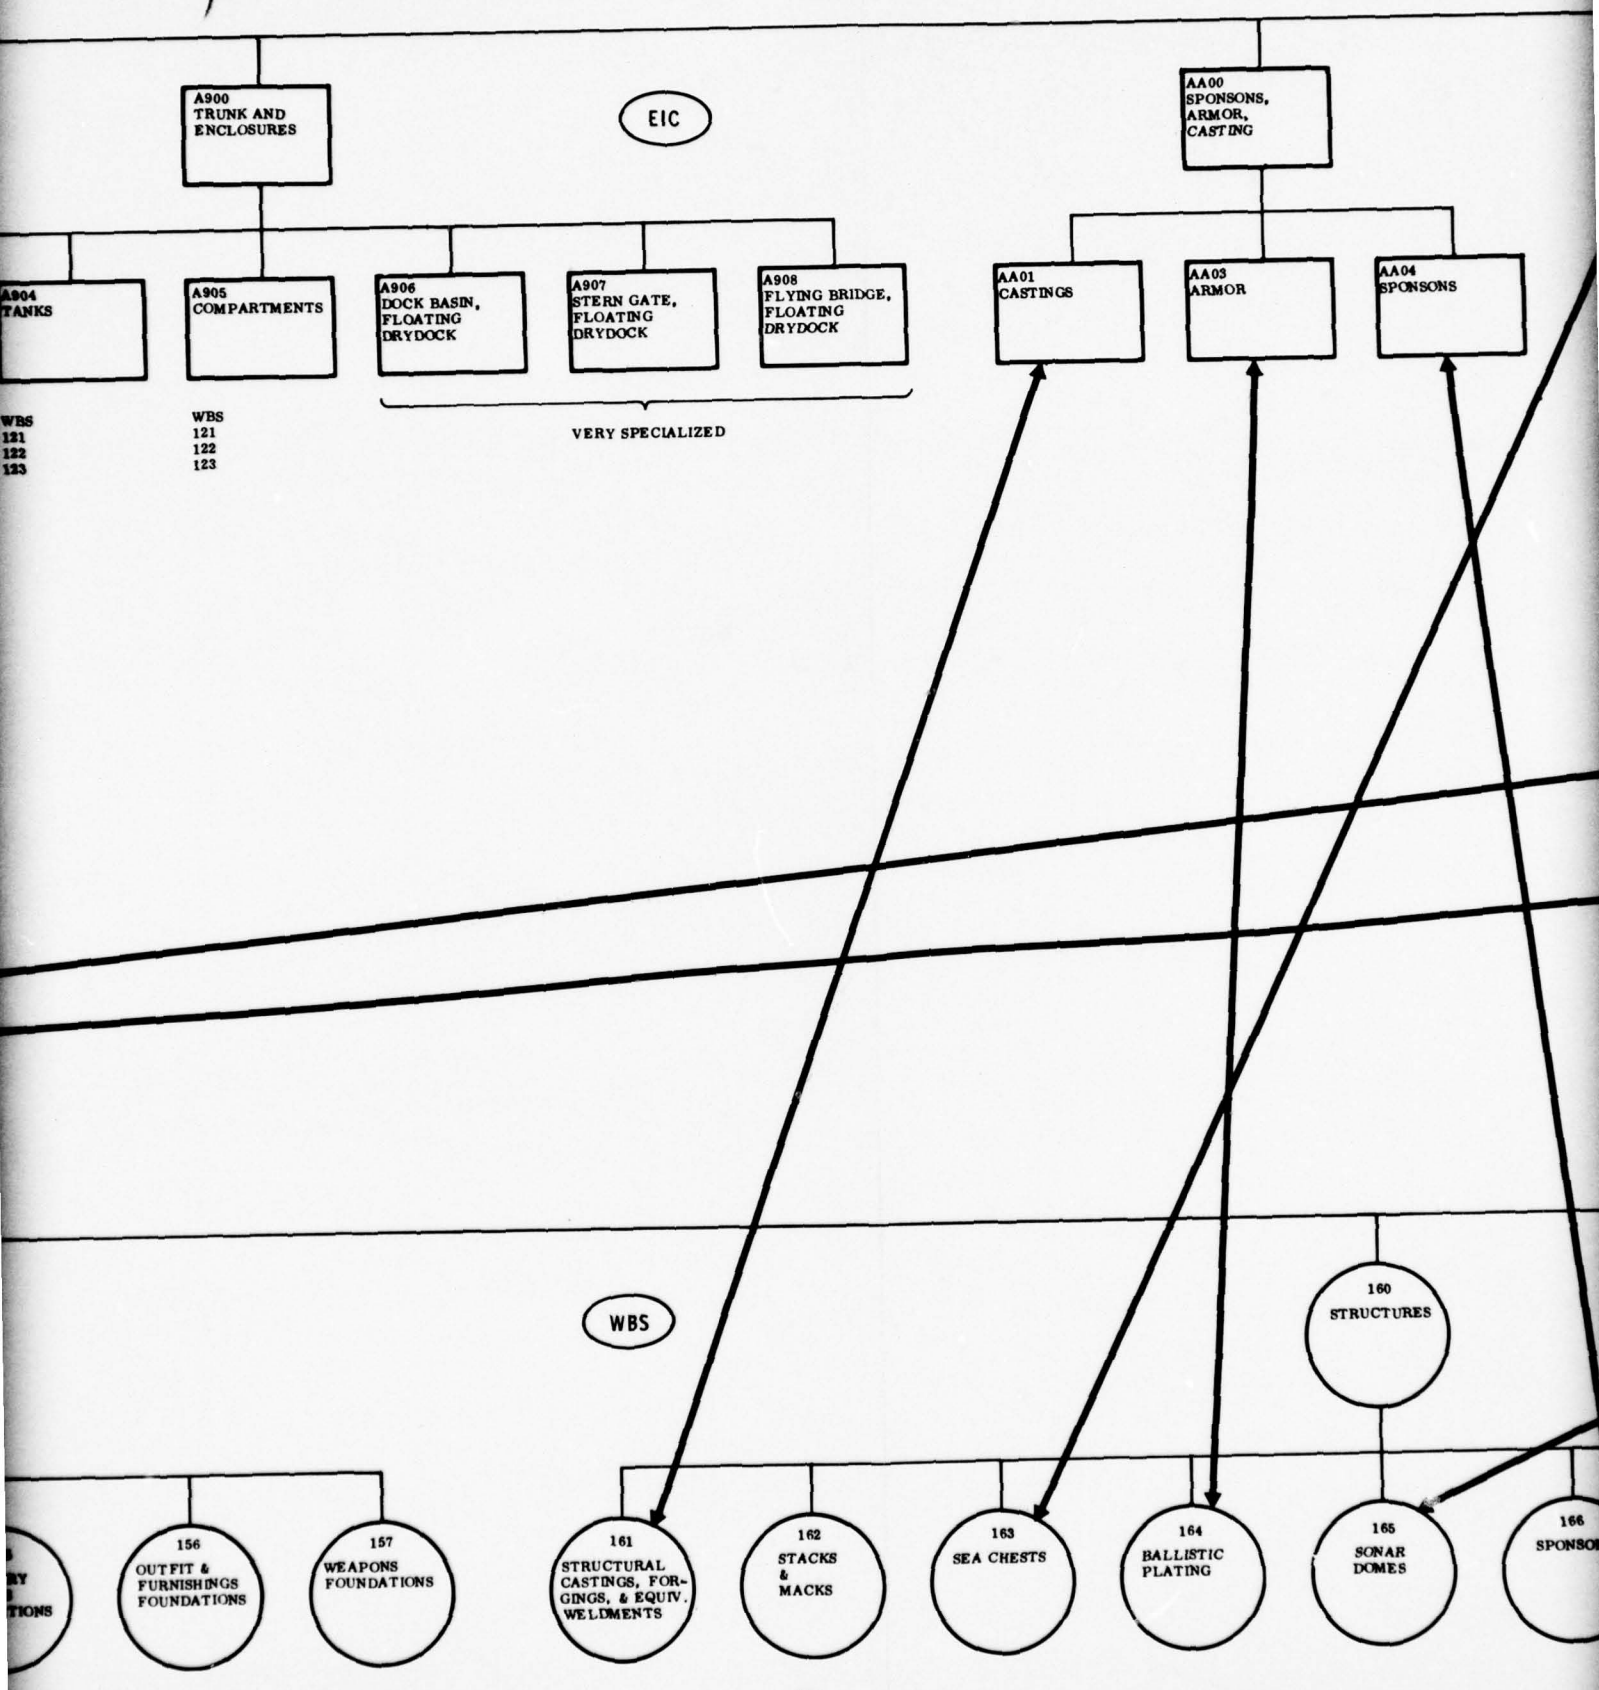 A900
TRUNK AND
ENCLOSURES
EIC
AA00
SPONSONS,
ARMOR,
CASTING
A904
TANKS
A905
COMPARTMENTS
A906
DOCK BASIN,
FLOATING
DRYDOCK
A907
STERN GATE,
FLOATING
DRYDOCK
A908
FLYING BRIDGE,
FLOATING
DRYDOCK
AA01
CASTINGS
AA03
ARMOR
AA04
SPONSONS
WBS
121
122
123
WBS
121
122
123
VERY SPECIALIZED
160
STRUCTURES
WBS
TIONS
156
OUTFIT &
FURNISHINGS
FOUNDATIONS
157
WEAPONS
FOUNDATIONS
161
STRUCTURAL
CASTINGS, FOR-
GINGS, & EQUIV.
WELDMENTS
162
STACKS
&
MACKS
163
SEA CHESTS
164
BALLISTIC
PLATING
165
SONAR
DOMES
166
SPONSO